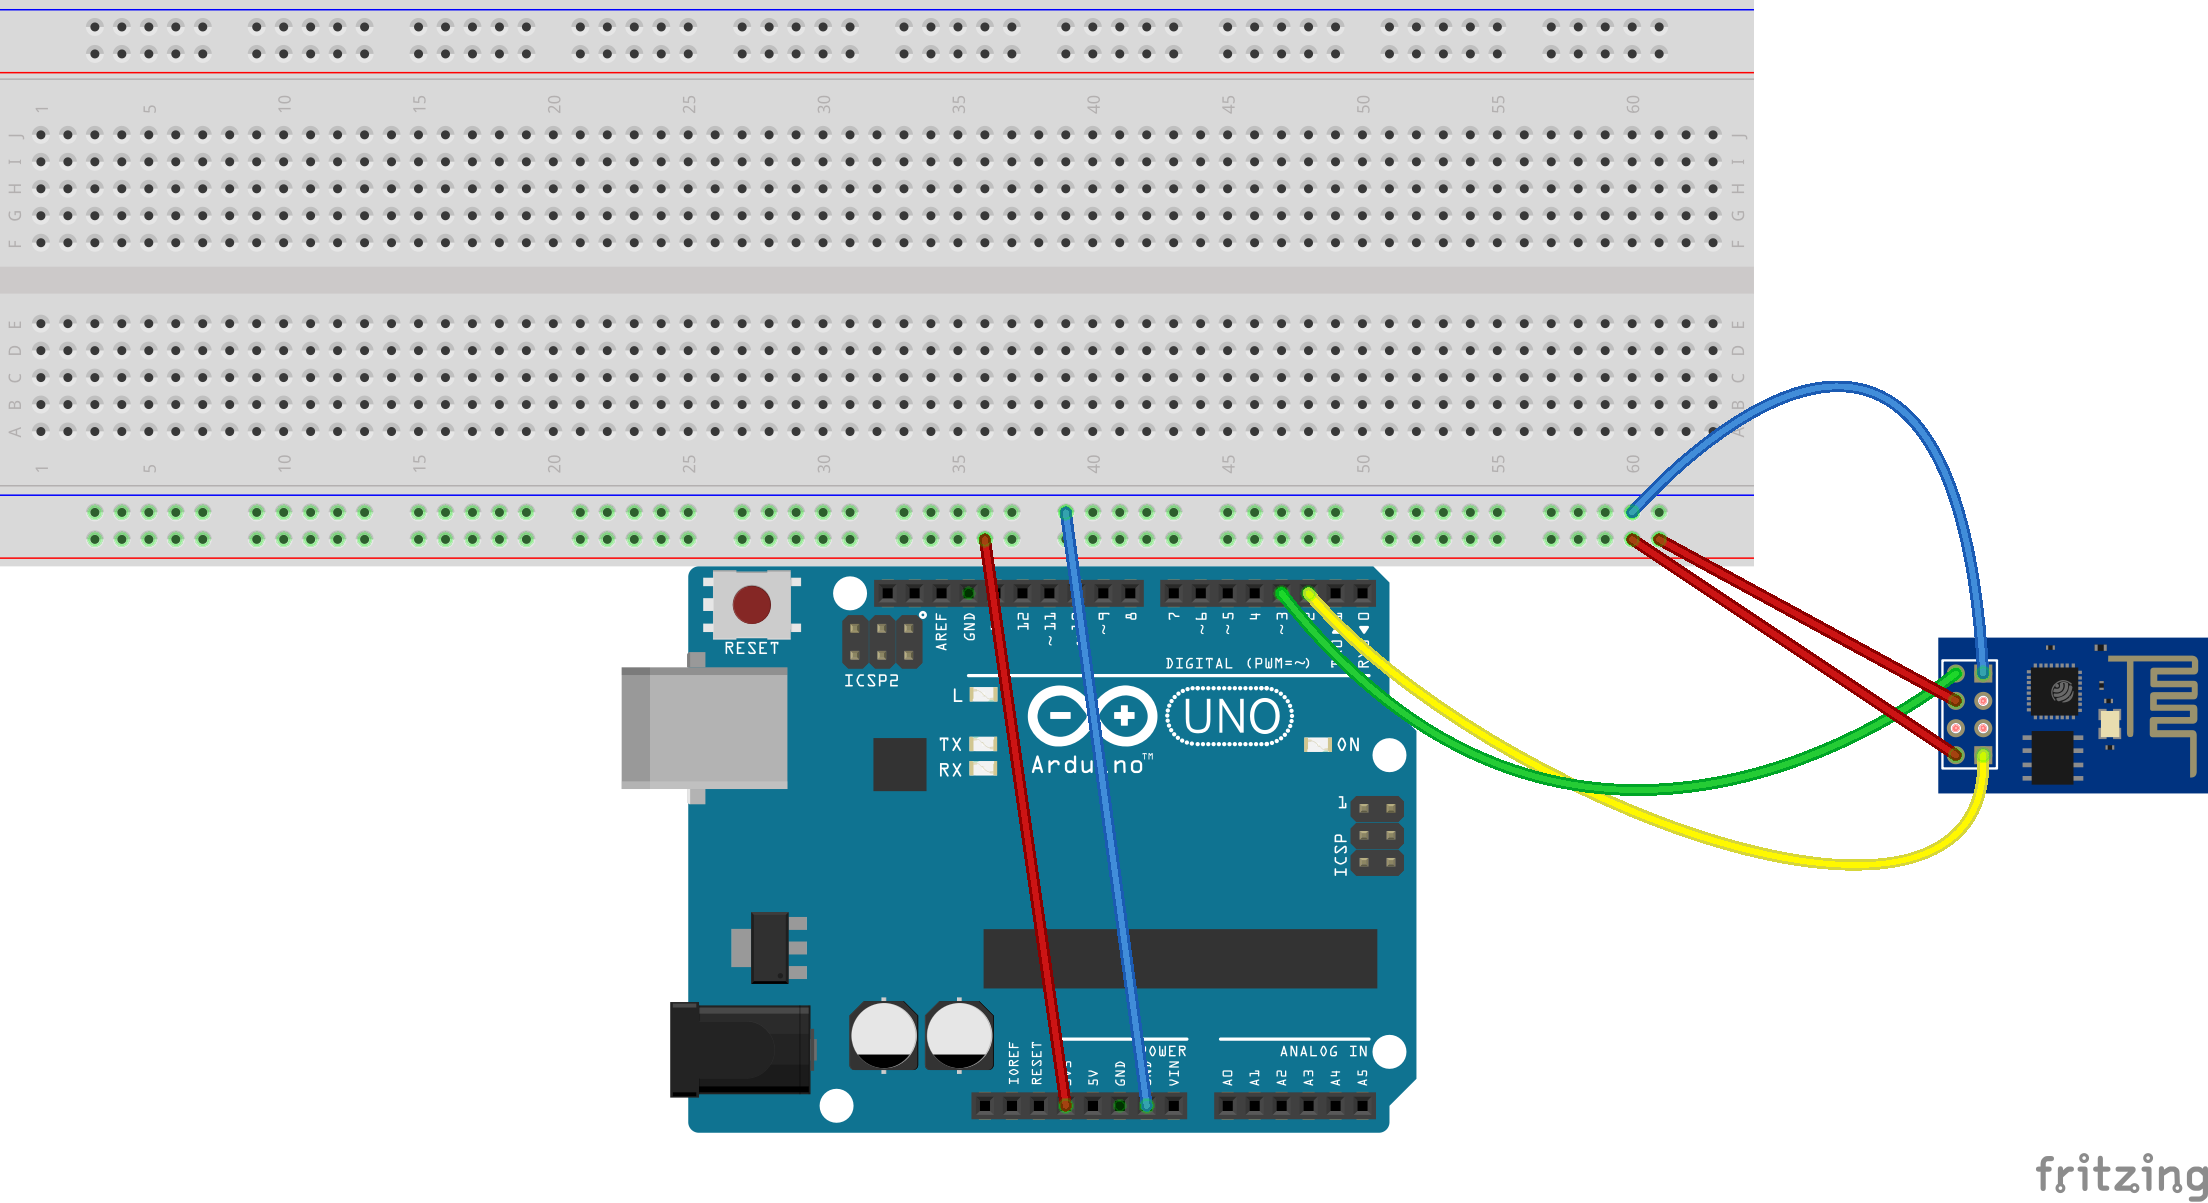 1 5 10 15 20 25 30 35 40 45 50 55 60
J J
I I
H H
G G
F F
E E
D D
C C
B B
A A
1 5 10 15 20 25 30 35 40 45 50 55 60
RESET
ICSP2
AREF GND 12 ~11 ~9 8 7 ~6 ~5 4 ~3 2
DIGITAL (PWM=~)
L
TX
RX
UNO
Arduino™
ON
1
ICSP
IOREF RESET 5V GND VIN
POWER
ANALOG IN
A0 A1 A2 A3 A4 A5
fritzing